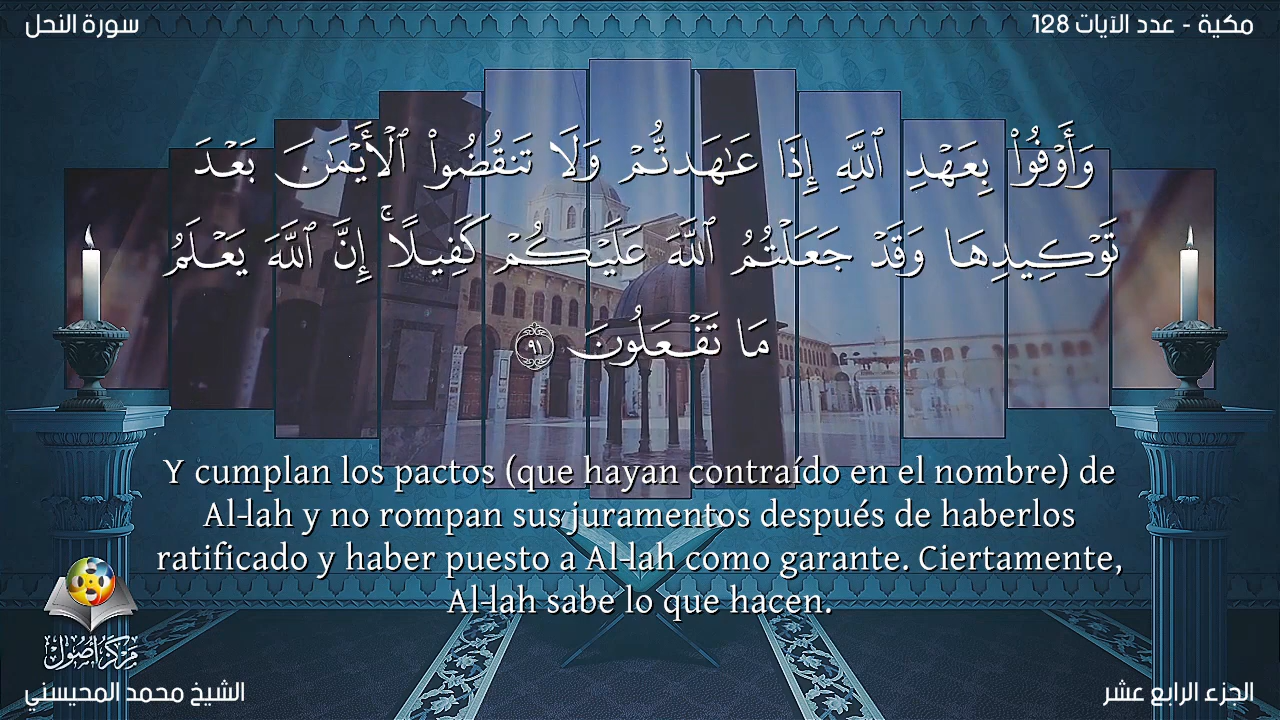 سورة النحل
مكية - عدد الآيات 128
وَأَوۡفُواْ بِعَهۡدِ ٱللَّهِ إِذَا عَٰهَدتُّمۡ وَلَا تَنقُضُواْ ٱلۡأَيۡمَٰنَ بَعۡدَ
تَوۡكِيدِهَا وَقَدۡ جَعَلۡتُمُ ٱللَّهَ عَلَيۡكُمۡ كَفِيلًاۚ إِنَّ ٱللَّهَ يَعۡلَمُ
مَا تَفۡعَلُونَ ٩١
Y cumplan los pactos (que hayan contraído en el nombre) de
Al-lah y no rompan sus juramentos después de haberlos
ratificado y haber puesto a Al-lah como garante. Ciertamente,
Al-lah sabe lo que hacen.
مركز أصول
الشيخ محمد المحيسني
الجزء الرابع عشر